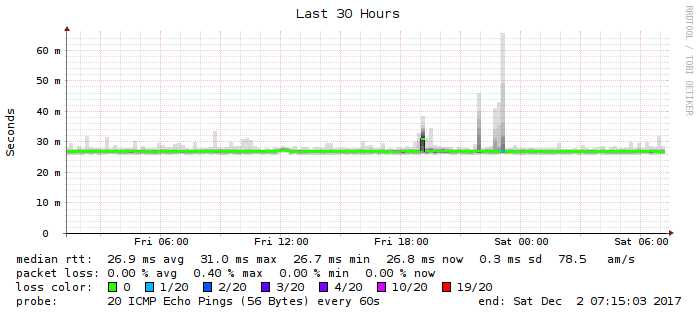 Last 30 Hours
RRDTOOL / TOBI OETIKER
Seconds
60 m
50 m
40 m
30 m
20 m
10 m
0
Fri 06:00 Fri 12:00 Fri 18:00 Sat 00:00 Sat 06:00
median rtt: 26.9 ms avg 31.0 ms max 26.7 ms min 26.8 ms now 0.3 ms sd 78.5 am/s
packet loss: 0.00 % avg 0.40 % max 0.00 % min 0.00 % now
loss color: 0 1/20 2/20 3/20 4/20 10/20 19/20
probe: 20 ICMP Echo Pings (56 Bytes) every 60s end: Sat Dec 2 07:15:03 2017